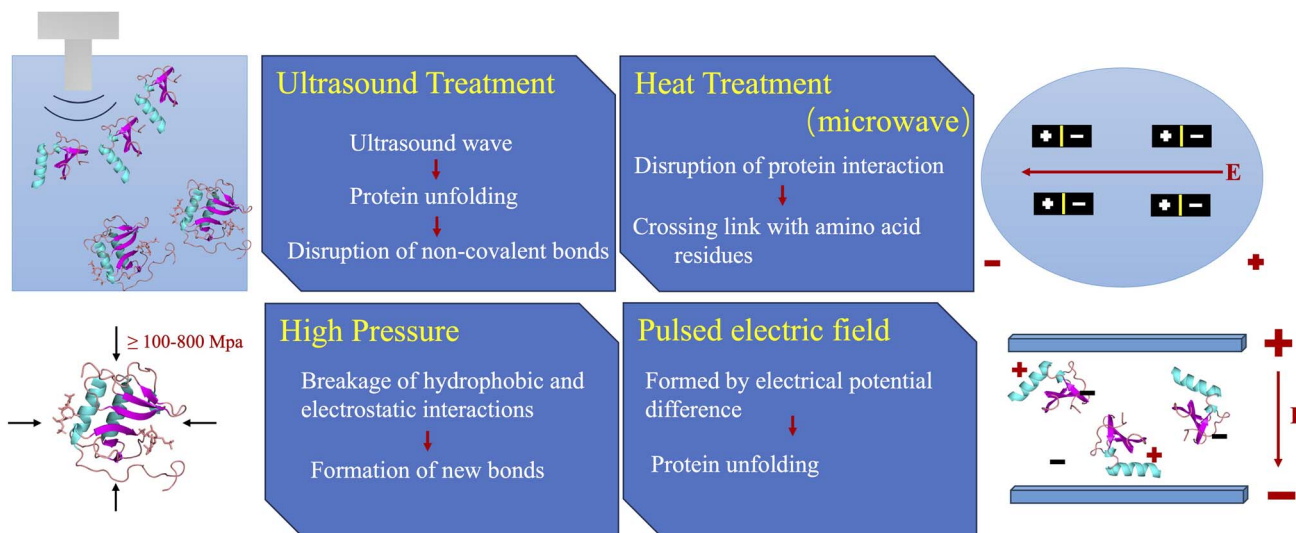 Ultrasound Treatment
Ultrasound wave
Protein unfolding
Disruption of non-covalent bonds
Heat Treatment
(microwave)
Disruption of protein interaction
Crossing link with amino acid
residues
E
≥ 100-800 Mpa
High Pressure
Breakage of hydrophobic and
electrostatic interactions
Formation of new bonds
Pulsed electric field
Formed by electrical potential
difference
Protein unfolding